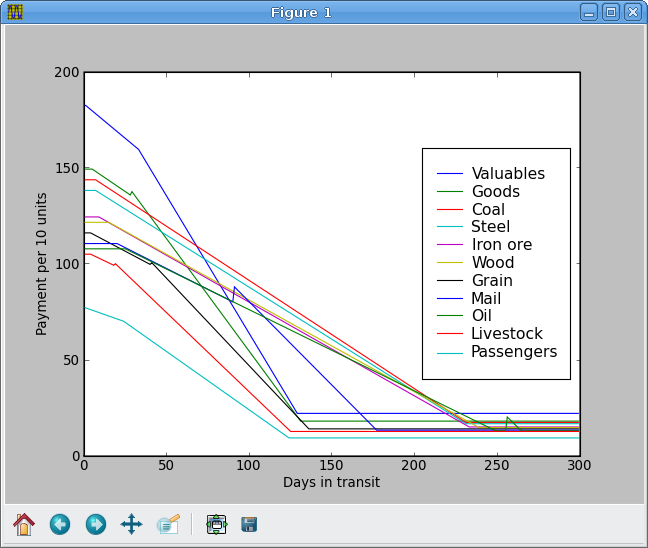 Figure 1
200
150
100
50
0
Payment per 10 units
Valuables
Goods
Coal
Steel
Iron ore
Wood
Grain
Mail
Oil
Livestock
Passengers
0 50 100 150 200 250 300
Days in transit